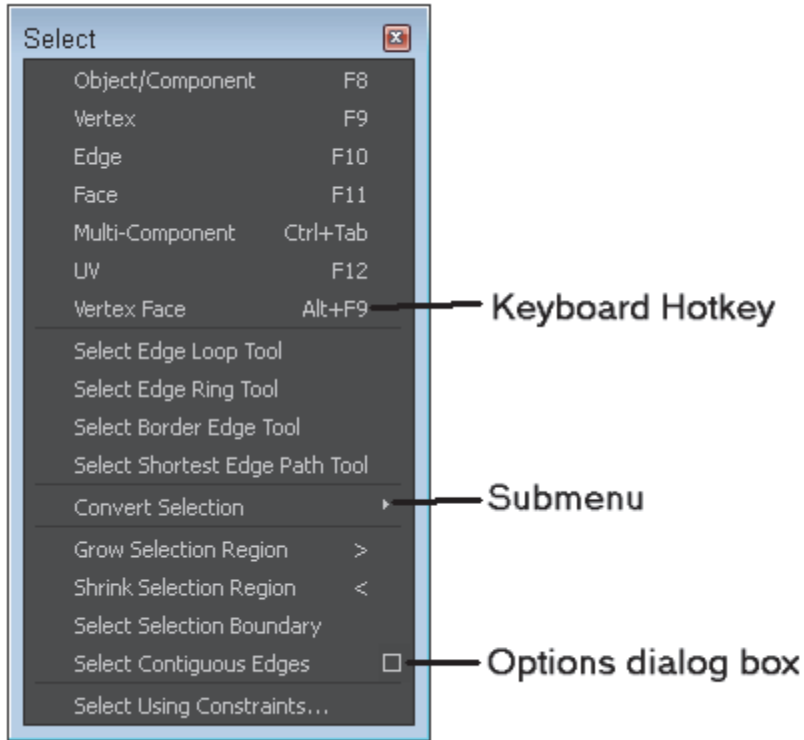 Select
Object/Component F8
Vertex F9
Edge F10
Face F11
Multi-Component Ctrl+Tab
UV F12
Vertex Face Alt+F9
Keyboard Hotkey
Select Edge Loop Tool
Select Edge Ring Tool
Select Border Edge Tool
Select Shortest Edge Path Tool
Convert Selection
Submenu
Grow Selection Region >
Shrink Selection Region <
Select Selection Boundary
Select Contiguous Edges
Options dialog box
Select Using Constraints...